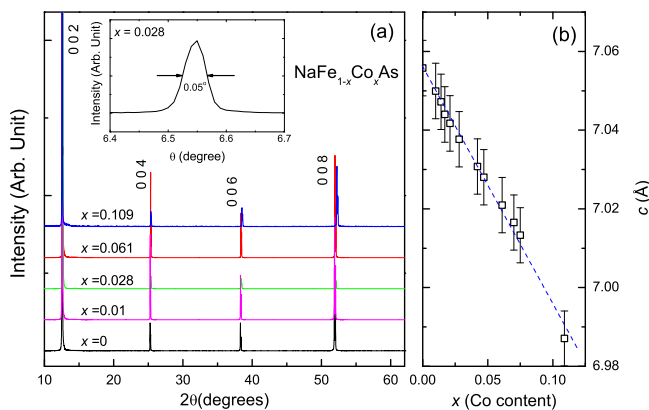 (a)
NaFe1-xCoxAs
x = 0.028
0.05°
Intensity (Arb. Unit)
6.4 6.5 6.6 6.7
θ (degree)
0 0 2
0 0 4
0 0 6
0 0 8
x =0.109
x =0.061
x =0.028
x =0.01
x =0
Intensity (Arb. Unit)
10 20 30 40 50 60
2θ(degrees)
(b)
7.06
7.04
7.02
7.00
6.98
c (Å)
0.00 0.05 0.10
x (Co content)